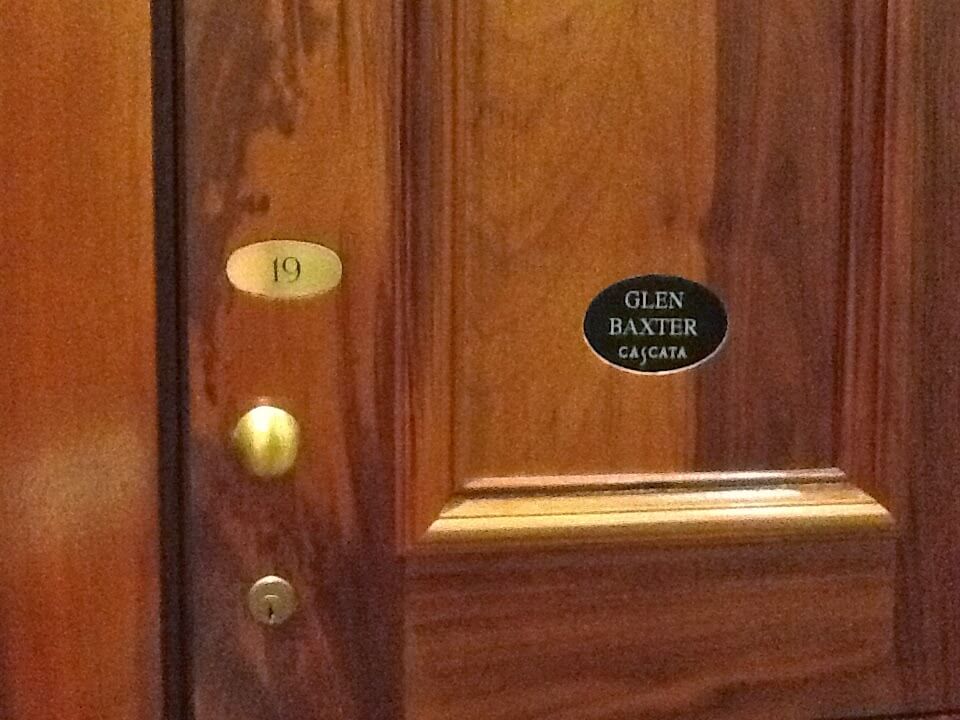 19
GLEN
BAXTER
CASCATA